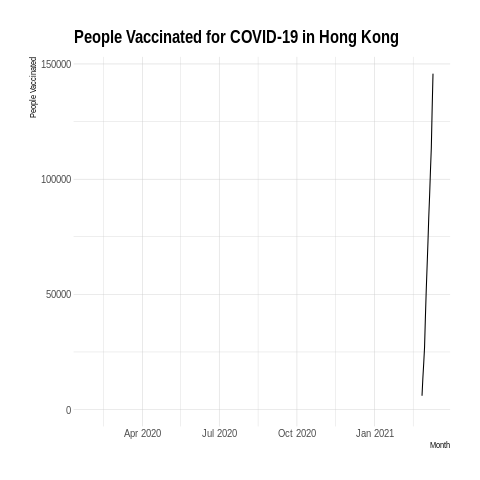 People Vaccinated for COVID-19 in Hong Kong
People Vaccinated
150000
100000
50000
0
Apr 2020
Jul 2020
Oct 2020
Jan 2021
Month